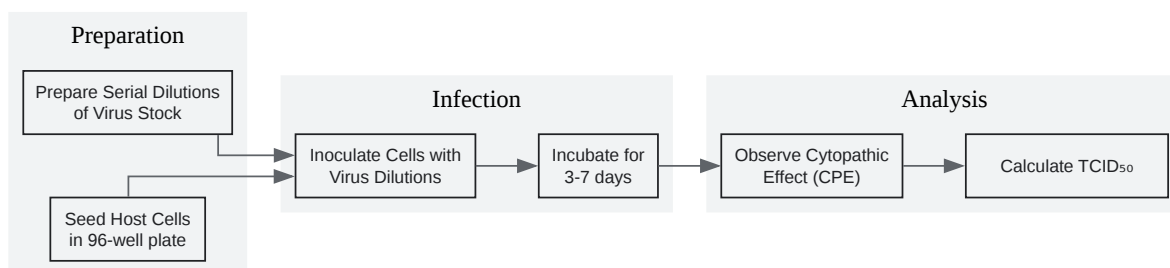 Preparation
Prepare Serial Dilutions
of Virus Stock
Seed Host Cells
in 96-well plate
Infection
Inoculate Cells with
Virus Dilutions
Incubate for
3-7 days
Analysis
Observe Cytopathic
Effect (CPE)
Calculate TCID₅₀